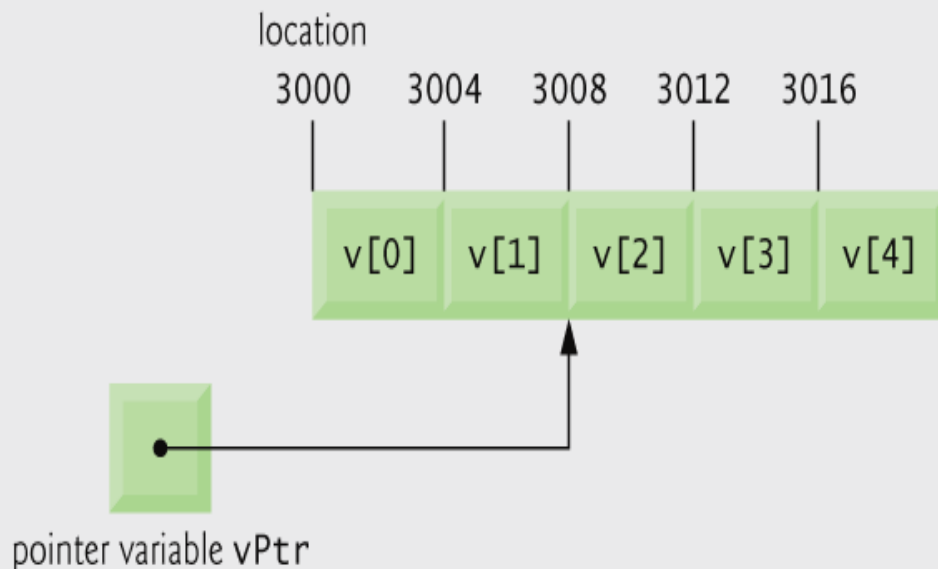 location
3000 3004 3008 3012 3016
v[0] v[1] v[2] v[3] v[4]
pointer variable vPtr